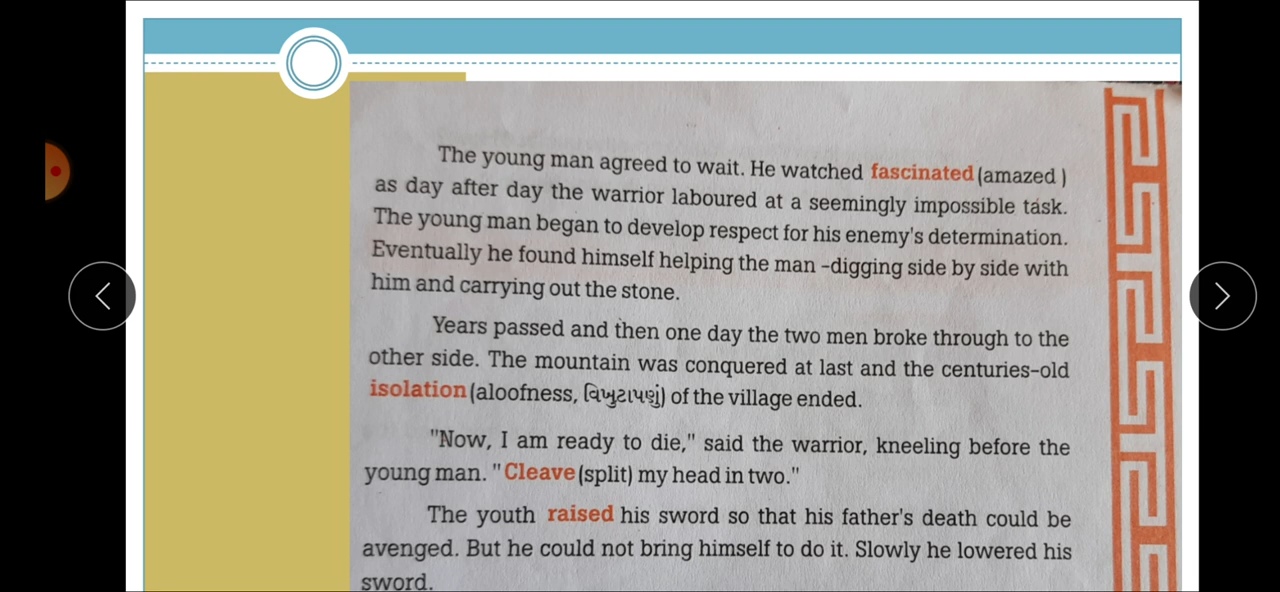 The young man agreed to wait. He watched fascinated (amazed )
as day after day the warrior laboured at a seemingly impossible task.
The young man began to develop respect for his enemy's determination.
Eventually he found himself helping the man -digging side by side with
him and carrying out the stone.
Years passed and then one day the two men broke through to the
other side. The mountain was conquered at last and the centuries-old
isolation (aloofness, વિખુટાપણું) of the village ended.
"Now, I am ready to die," said the warrior, kneeling before the
young man. "Cleave (split) my head in two."
The youth raised his sword so that his father's death could be
avenged. But he could not bring himself to do it. Slowly he lowered his
sword.